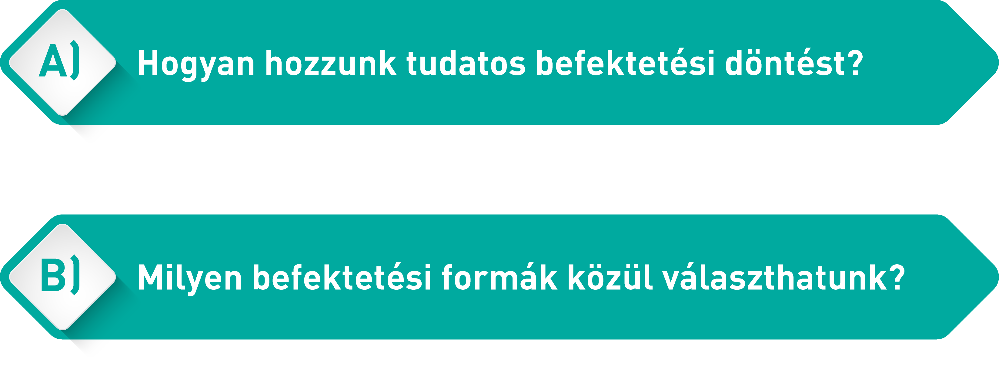 A) Hogyan hozzunk tudatos befektetési döntést?
B) Milyen befektetési formák közül választhatunk?